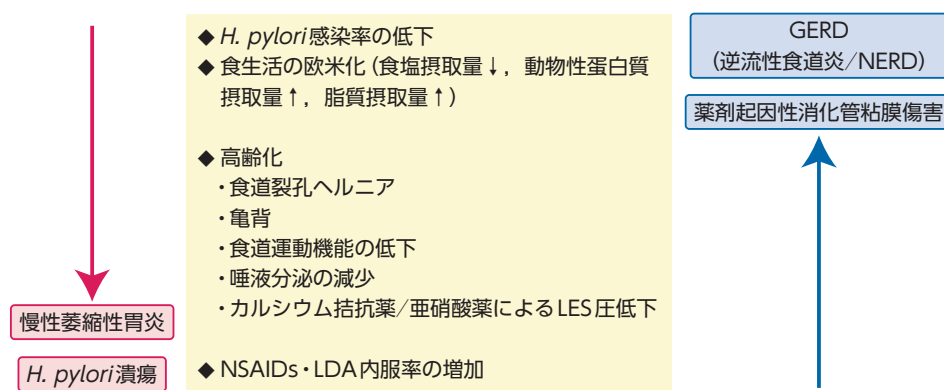 ◆ H. pylori感染率の低下
◆ 食生活の欧米化（食塩摂取量↓，動物性蛋白質
摂取量↑，脂質摂取量↑）
◆ 高齢化
・食道裂孔ヘルニア
・亀背
・食道運動機能の低下
・唾液分泌の減少
・カルシウム拮抗薬/亜硝酸薬によるLES圧低下
◆ NSAIDs・LDA内服率の増加
慢性萎縮性胃炎
H. pylori潰瘍
GERD
（逆流性食道炎/NERD）
薬剤起因性消化管粘膜傷害